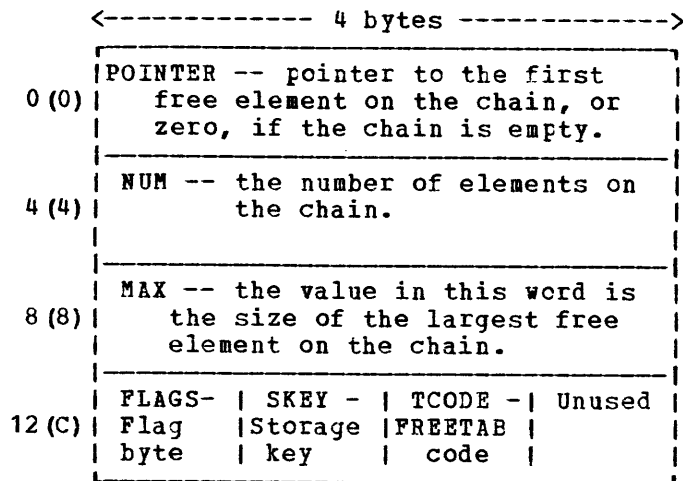 <------------ 4 bytes ------------->
POINTER -- pointer to the first
0 (0) free element on the chain, or
zero, if the chain is empty.
NUM -- the number of elements on
4 (4) the chain.
MAX -- the value in this word is
8 (8) the size of the largest free
element on the chain.
FLAGS- | SKEY - | TCODE - | Unused
12 (C) Flag | Storage | FREETAB |
byte | key | code |